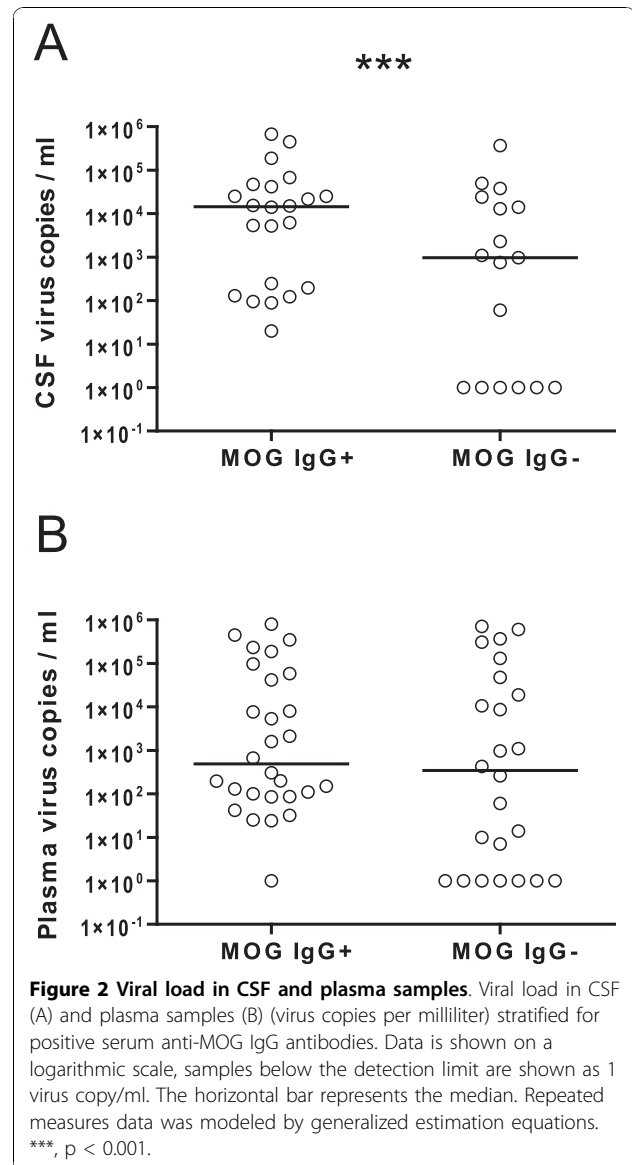 A
***
CSF virus copies / ml
1×10⁶
1×10⁵
1×10⁴
1×10³
1×10²
1×10¹
1×10⁰
1×10⁻¹
MOG IgG+ MOG IgG-
B
Plasma virus copies / ml
1×10⁶
1×10⁵
1×10⁴
1×10³
1×10²
1×10¹
1×10⁰
1×10⁻¹
MOG IgG+ MOG IgG-
Figure 2 Viral load in CSF and plasma samples. Viral load in CSF
(A) and plasma samples (B) (virus copies per milliliter) stratified for
positive serum anti-MOG IgG antibodies. Data is shown on a
logarithmic scale, samples below the detection limit are shown as 1
virus copy/ml. The horizontal bar represents the median. Repeated
measures data was modeled by generalized estimation equations.
***, p < 0.001.